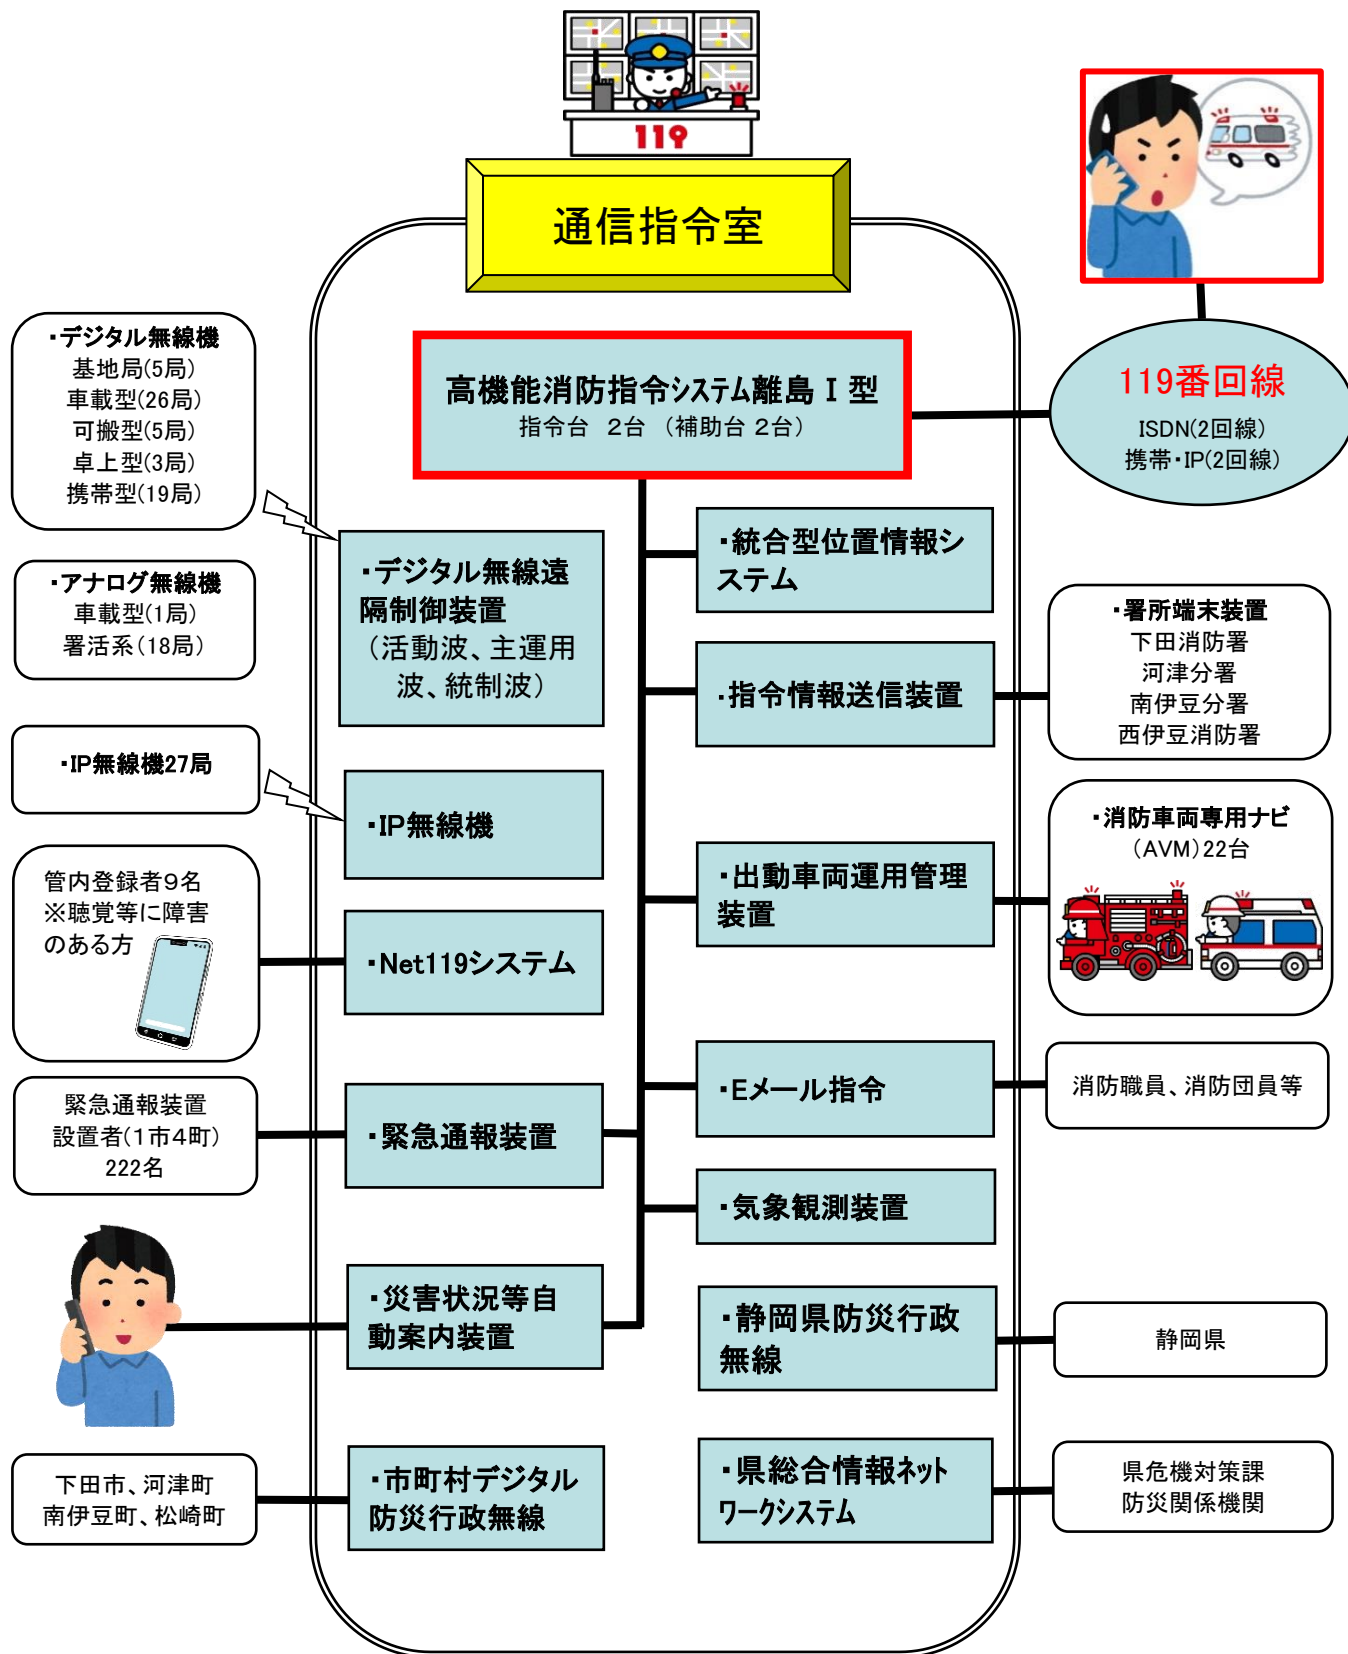 119
通信指令室
高機能消防指令システム離島Ⅰ型
指令台 2台 (補助台 2台)
119番回線
ISDN(2回線)
携帯・IP(2回線)
・デジタル無線機
基地局(5局)
車載型(26局)
可搬型(5局)
卓上型(3局)
携帯型(19局)
・アナログ無線機
車載型(1局)
署活系(18局)
・IP無線機27局
管内登録者9名
※聴覚等に障害
のある方
緊急通報装置
設置者(1市4町)
222名
下田市、河津町
南伊豆町、松崎町
・デジタル無線遠
隔制御装置
(活動波、主運用
波、統制波)
・IP無線機
・Net119システム
・緊急通報装置
・災害状況等自
動案内装置
・市町村デジタル
防災行政無線
・統合型位置情報シ
ステム
・指令情報送信装置
・出動車両運用管理
装置
・Eメール指令
・気象観測装置
・静岡県防災行政
無線
・県総合情報ネット
ワークシステム
・署所端末装置
下田消防署
河津分署
南伊豆分署
西伊豆消防署
・消防車両専用ナビ
(AVM)22台
消防職員、消防団員等
静岡県
県危機対策課
防災関係機関